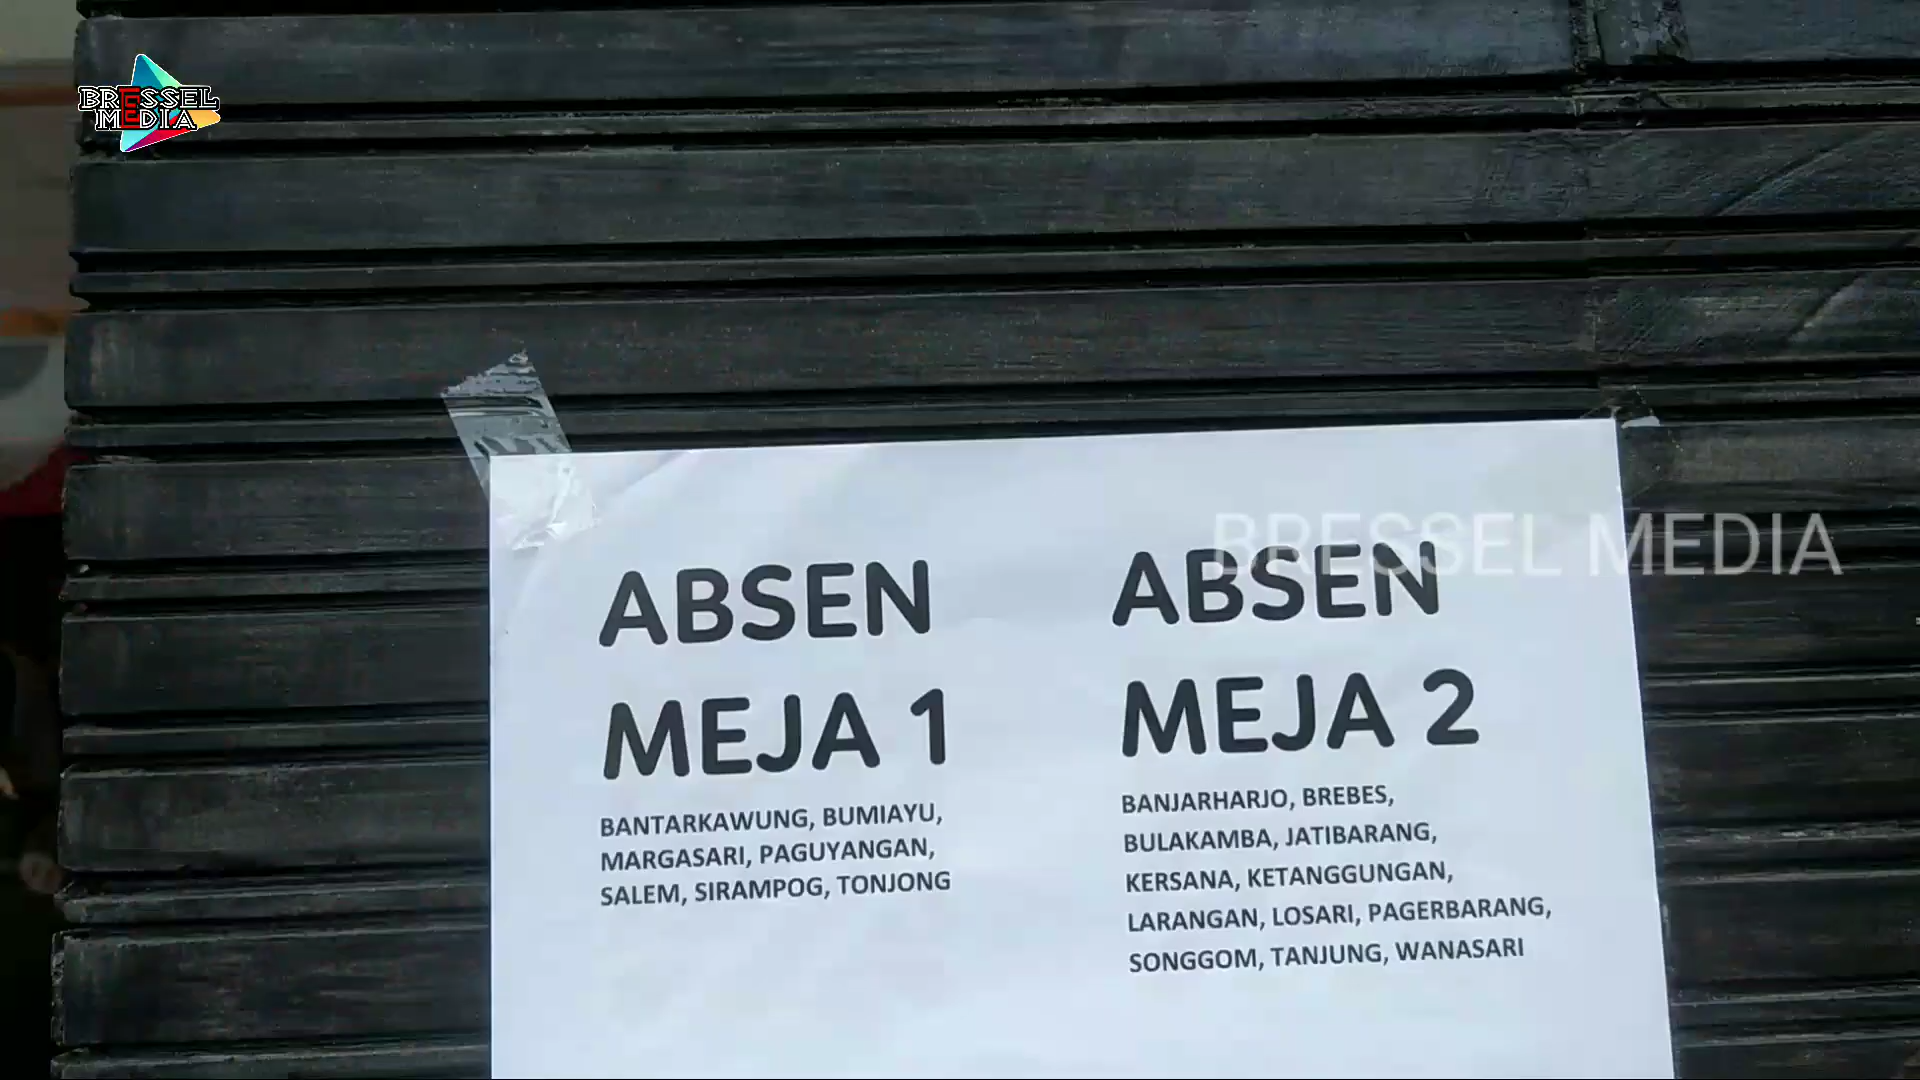 BRESSEL
MEDIA
BRESSEL MEDIA
ABSEN
MEJA 1
BANTARKAWUNG, BUMIAYU,
MARGASARI, PAGUYANGAN,
SALEM, SIRAMPOG, TONJONG
ABSEN
MEJA 2
BANJARHARJO, BREBES,
BULAKAMBA, JATIBARANG,
KERSANA, KETANGGUNGAN,
LARANGAN, LOSARI, PAGERBARANG,
SONGGOM, TANJUNG, WANASARI